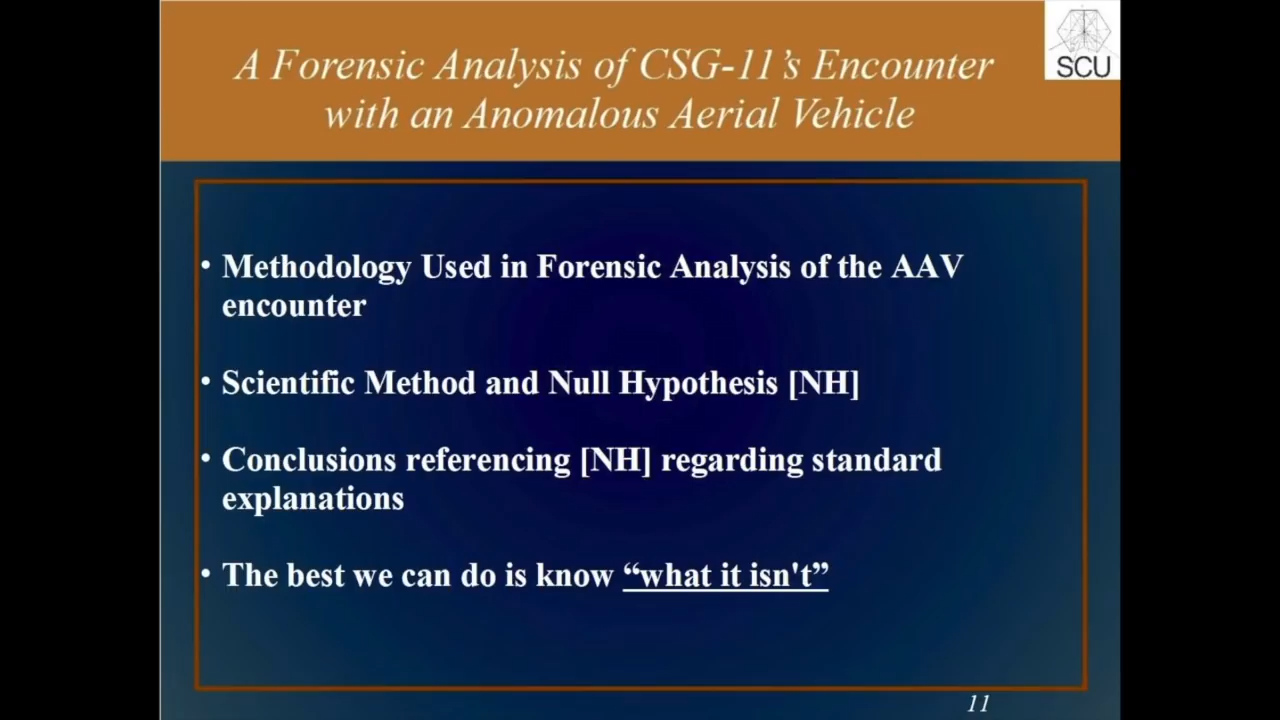 A Forensic Analysis of CSG-11's Encounter
with an Anomalous Aerial Vehicle
SCU
• Methodology Used in Forensic Analysis of the AAV
encounter
• Scientific Method and Null Hypothesis [NH]
• Conclusions referencing [NH] regarding standard
explanations
• The best we can do is know “what it isn't”
11